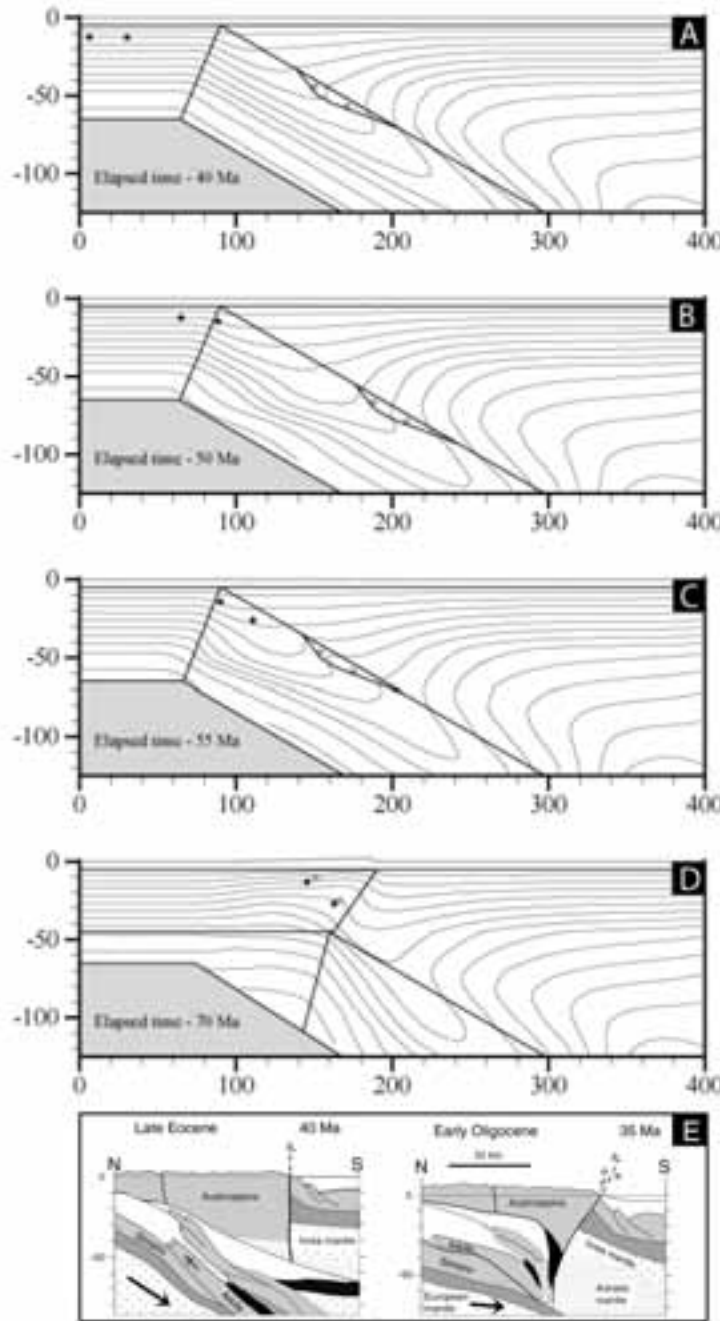 A
0
-50
-100
Elapsed time - 40 Ma
0 100 200 300 400
B
0
-50
-100
Elapsed time - 50 Ma
0 100 200 300 400
C
0
-50
-100
Elapsed time - 55 Ma
0 100 200 300 400
D
0
-50
-100
Elapsed time - 70 Ma
0 100 200 300 400
E
Late Eocene 40 Ma
N S
Early Oligocene 35 Ma
N S
Austroalpine
Austroalpine
European mantle